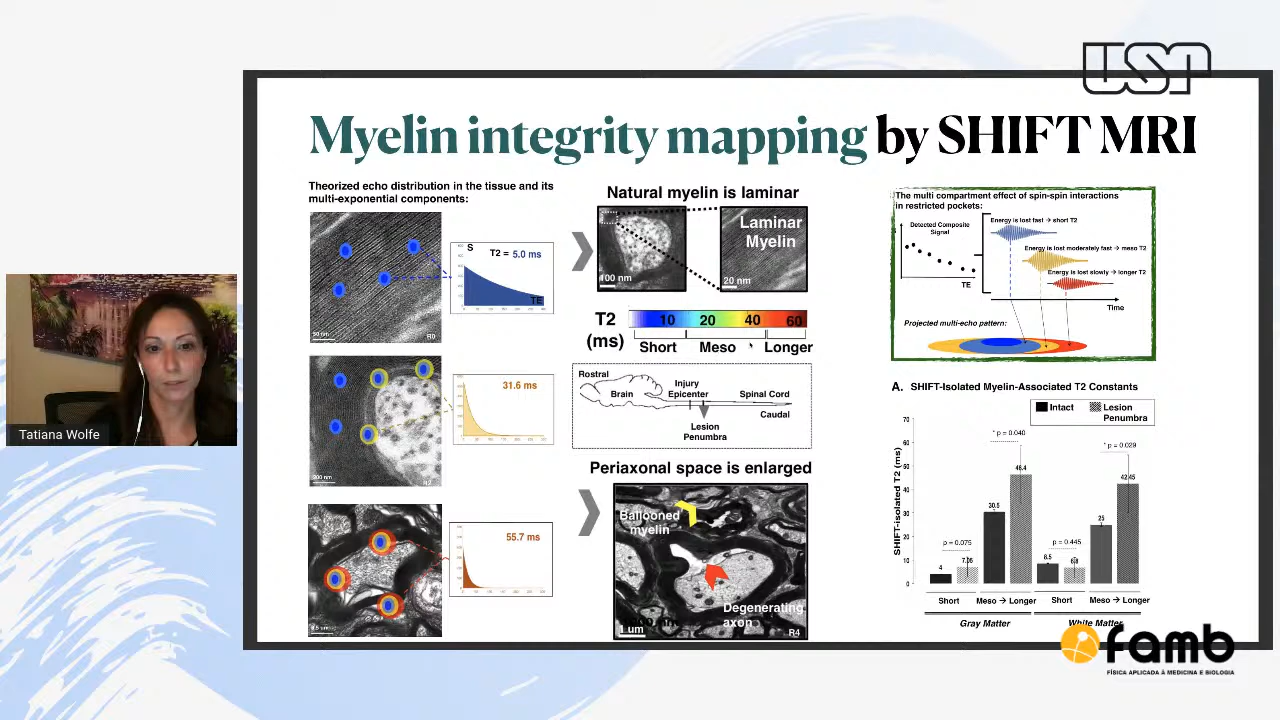 USP
Myelin integrity mapping by SHIFT MRI
Theorized echo distribution in the tissue and its
multi-exponential components:
50 nm
R0
S
T2 = 5.0 ms
TE
R2
31.6 ms
55.7 ms
Natural myelin is laminar
100 nm
Laminar
Myelin
20 nm
T2
(ms)
10 20 40 60
Short Meso Longer
Rostral
Brain
Injury
Epicenter
Spinal Cord
Caudal
Lesion
Penumbra
Periaxonal space is enlarged
Ballooned
myelin
Degenerating
axon
1 um
R4
The multi compartment effect of spin-spin interactions
in restricted pockets:
Detected Composite
Signal
TE
Energy is lost fast → short T2
Energy is lost moderately fast → meso T2
Energy is lost slowly → longer T2
Time
Projected multi-echo pattern:
A. SHIFT-Isolated Myelin-Associated T2 Constants
Intact
Lesion
Penumbra
SHIFT-isolated T2 (ms)
70
60
50
40
30
20
10
0
p = 0.075
* p = 0.040
p = 0.445
* p = 0.029
4
30.5
46.4
8.5
25
42.45
Short Meso → Longer Short Meso → Longer
Gray Matter White Matter
Tatiana Wolfe
famb
FÍSICA APLICADA À MEDICINA E BIOLOGIA